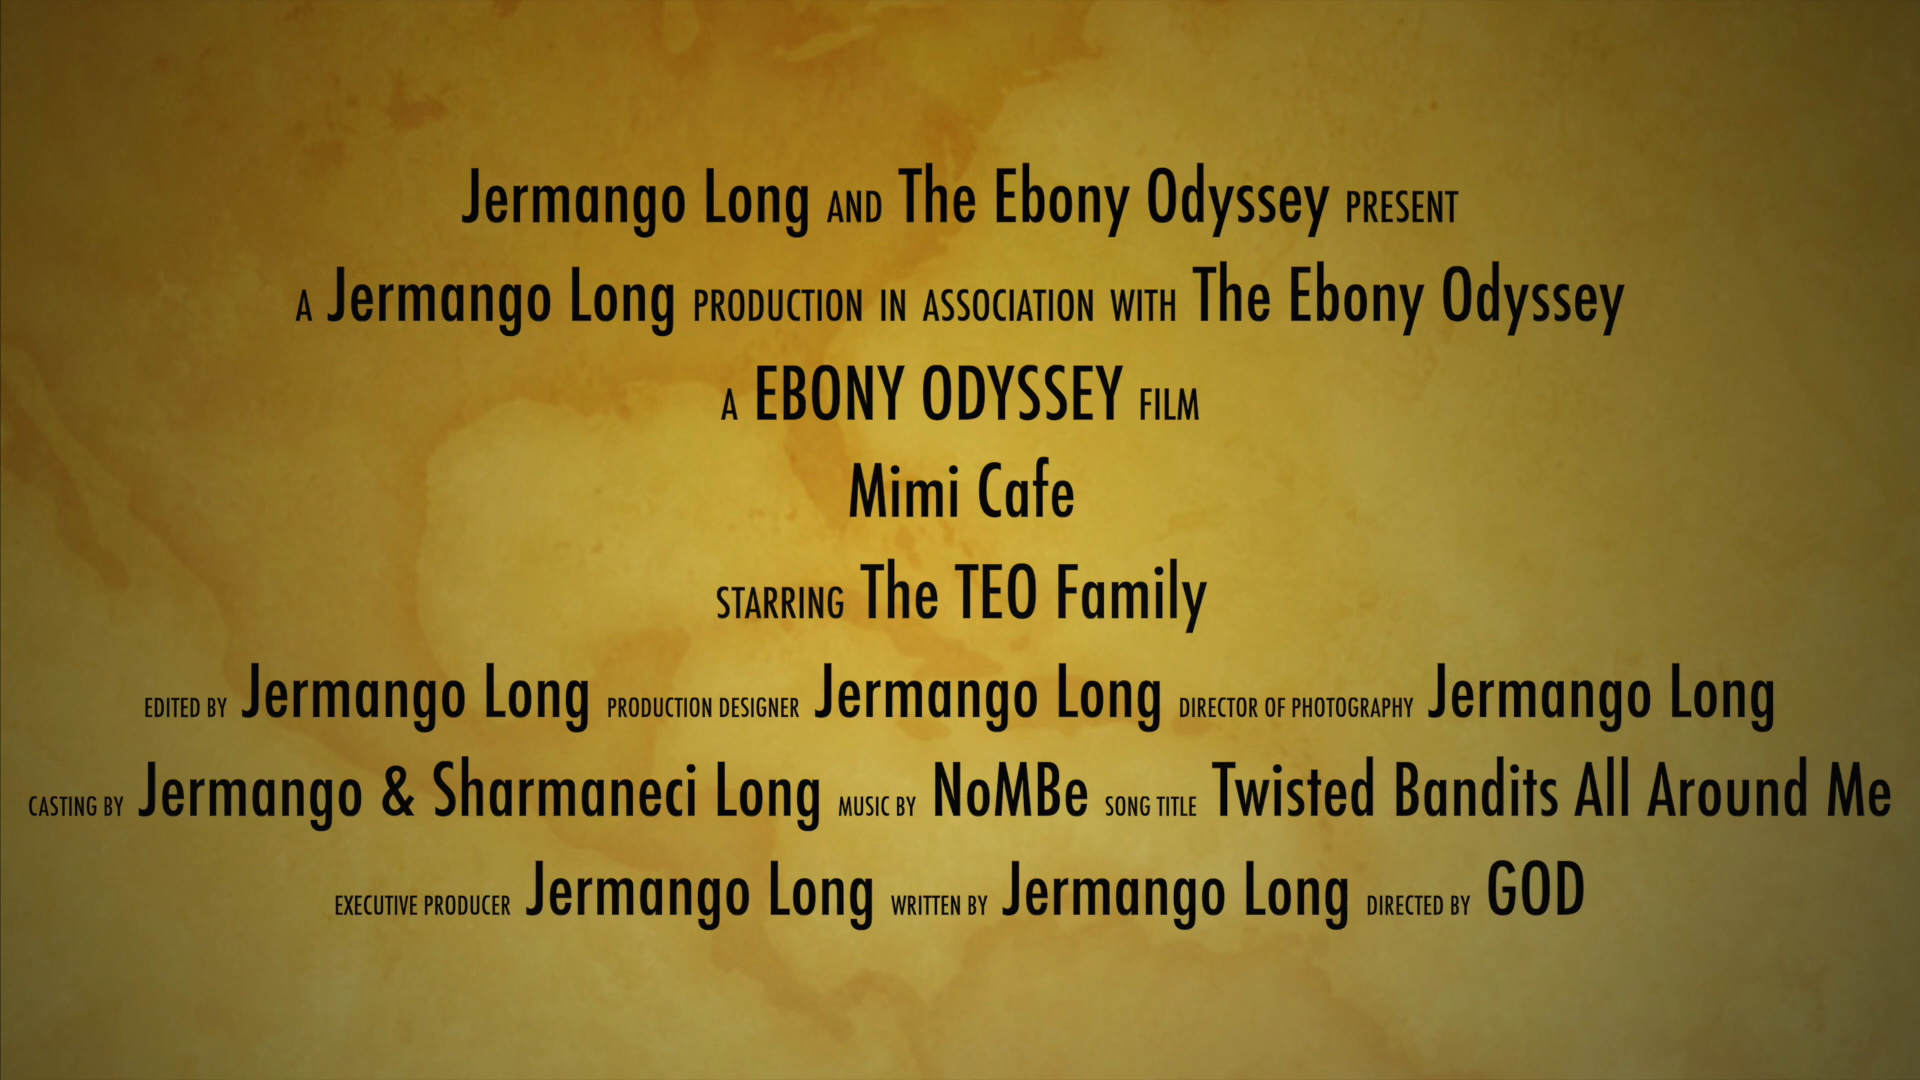 Jermango Long AND The Ebony Odyssey PRESENT
A Jermango Long PRODUCTION IN ASSOCIATION WITH The Ebony Odyssey
A EBONY ODYSSEY FILM
Mimi Cafe
STARRING The TEO Family
EDITED BY Jermango Long PRODUCTION DESIGNER Jermango Long DIRECTOR OF PHOTOGRAPHY Jermango Long
CASTING BY Jermango & Sharmaneci Long MUSIC BY NoMBe SONG TITLE Twisted Bandits All Around Me
EXECUTIVE PRODUCER Jermango Long WRITTEN BY Jermango Long DIRECTED BY GOD